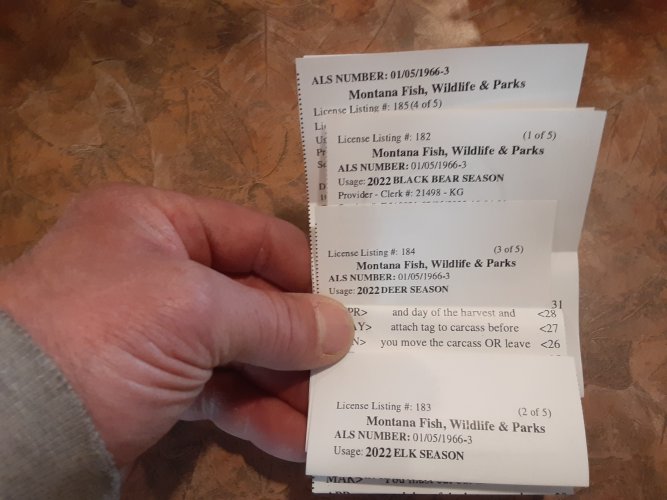 ALS NUMBER: 01/05/1966-3
Montana Fish, Wildlife & Parks
License Listing #: 185 (4 of 5)
License Listing #: 182 (1 of 5)
Montana Fish, Wildlife & Parks
ALS NUMBER: 01/05/1966-3
Usage: 2022 BLACK BEAR SEASON
Provider - Clerk #: 21498 - KG
License Listing #: 184 (3 of 5)
Montana Fish, Wildlife & Parks
ALS NUMBER: 01/05/1966-3
Usage: 2022 DEER SEASON
31
PR> and day of the harvest and <28
AY> attach tag to carcass before <27
N> you move the carcass OR leave <26
License Listing #: 183 (2 of 5)
Montana Fish, Wildlife & Parks
ALS NUMBER: 01/05/1966-3
Usage: 2022 ELK SEASON